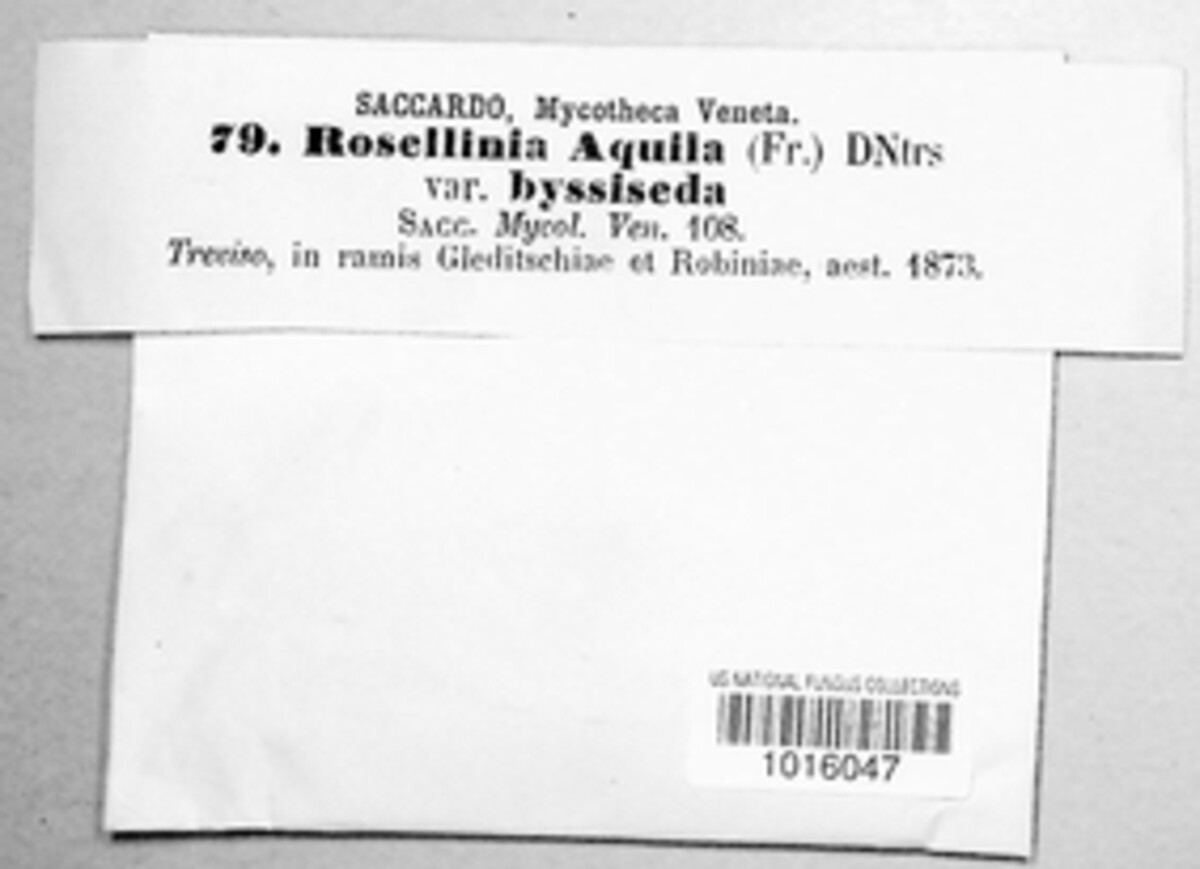 SACCARDO, Mycotheca Veneta.
79. Rosellinia Aquila (Fr.) DNtrs
var. byssiseda
SACC. Mycol. Ven. 108.
Treviso, in ramis Gleditschiae et Robiniae, aest. 1873.
US NATIONAL FUNGUS COLLECTIONS
1016047